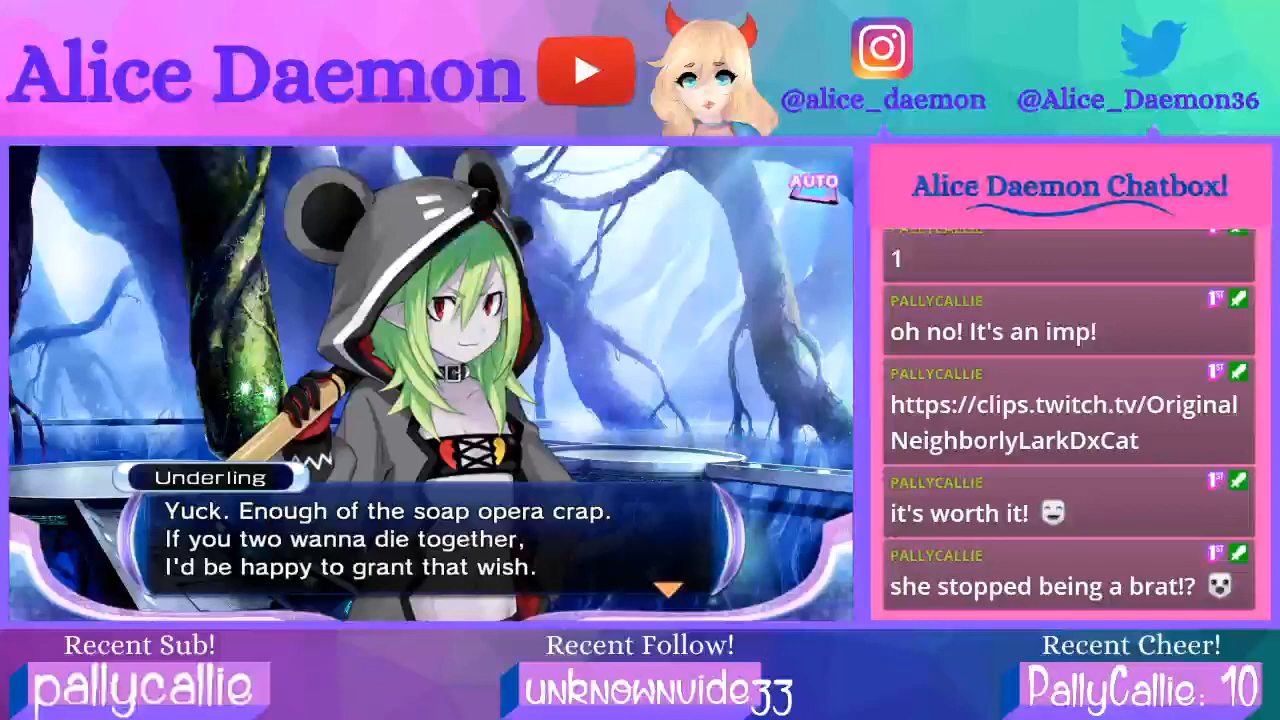 Alice Daemon
@alice_daemon
@Alice_Daemon36
AUTO
Underling
Yuck. Enough of the soap opera crap.
If you two wanna die together,
I'd be happy to grant that wish.
Alice Daemon Chatbox!
PALLYCALLIE
1
PALLYCALLIE
oh no! It's an imp!
PALLYCALLIE
https://clips.twitch.tv/Original
NeighborlyLarkDxCat
PALLYCALLIE
it's worth it!
PALLYCALLIE
she stopped being a brat!?
Recent Sub!
pallycallie
Recent Follow!
unknownvide33
Recent Cheer!
PallyCallie: 10